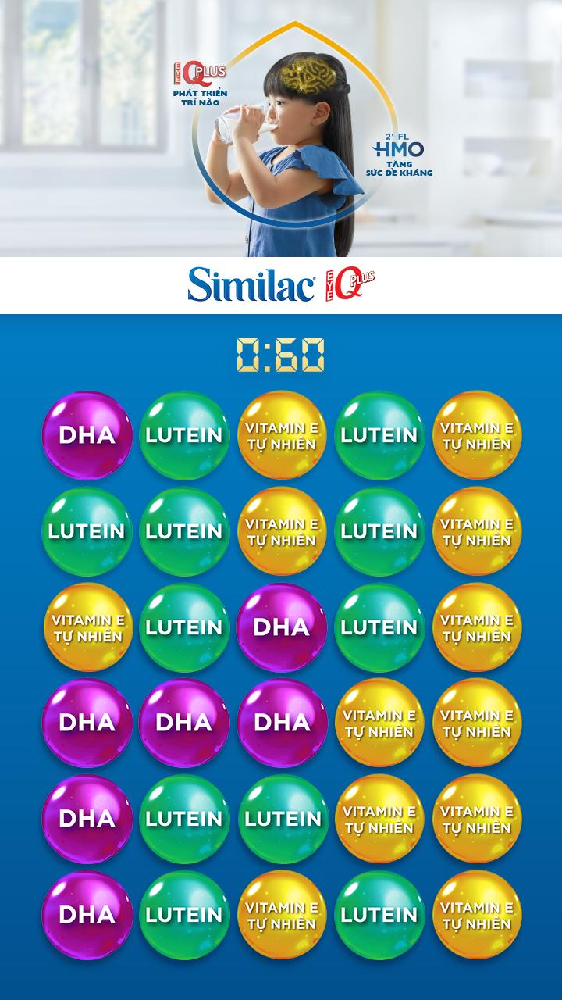 EYE IQ PLUS
PHÁT TRIỂN
TRÍ NÃO
2'-FL
HMO
TĂNG
SỨC ĐỀ KHÁNG
Similac EYE IQ PLUS
0:60
DHA LUTEIN VITAMIN E TỰ NHIÊN LUTEIN VITAMIN E TỰ NHIÊN
LUTEIN LUTEIN VITAMIN E TỰ NHIÊN LUTEIN VITAMIN E TỰ NHIÊN
VITAMIN E TỰ NHIÊN LUTEIN DHA LUTEIN VITAMIN E TỰ NHIÊN
DHA DHA DHA VITAMIN E TỰ NHIÊN VITAMIN E TỰ NHIÊN
DHA LUTEIN LUTEIN VITAMIN E TỰ NHIÊN VITAMIN E TỰ NHIÊN
DHA LUTEIN VITAMIN E TỰ NHIÊN LUTEIN VITAMIN E TỰ NHIÊN